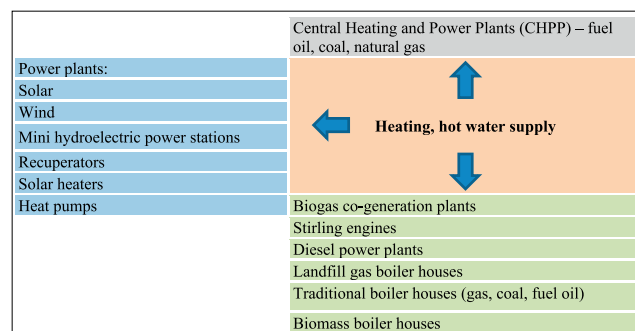 Central Heating and Power Plants (CHPP) – fuel
oil, coal, natural gas
Power plants:
Solar
Wind
Mini hydroelectric power stations
Recuperators
Solar heaters
Heat pumps
Heating, hot water supply
Biogas co-generation plants
Stirling engines
Diesel power plants
Landfill gas boiler houses
Traditional boiler houses (gas, coal, fuel oil)
Biomass boiler houses